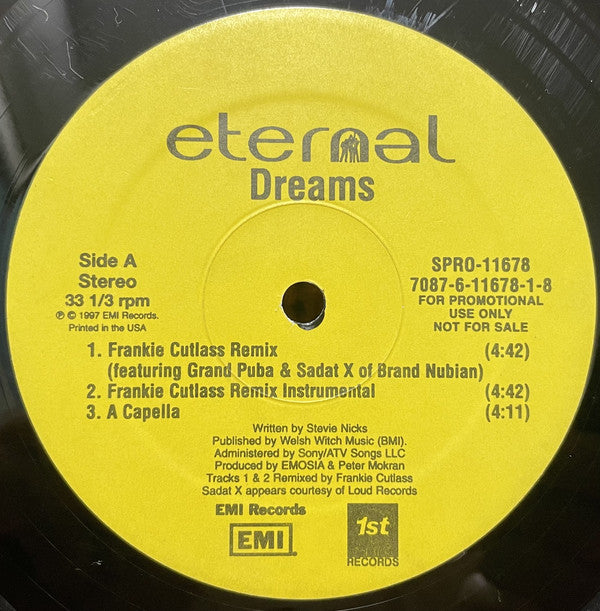 eternal
Dreams
Side A
Stereo
33 1/3 rpm
℗ © 1997 EMI Records.
Printed in the USA
SPRO-11678
7087-6-11678-1-8
FOR PROMOTIONAL
USE ONLY
NOT FOR SALE
1. Frankie Cutlass Remix (4:42)
(featuring Grand Puba & Sadat X of Brand Nubian)
2. Frankie Cutlass Remix Instrumental (4:42)
3. A Capella (4:11)
Written by Stevie Nicks
Published by Welsh Witch Music (BMI).
Administered by Sony/ATV Songs LLC
Produced by EMOSIA & Peter Mokran
Tracks 1 & 2 Remixed by Frankie Cutlass
Sadat X appears courtesy of Loud Records
EMI Records
EMI.
1st
RECORDS